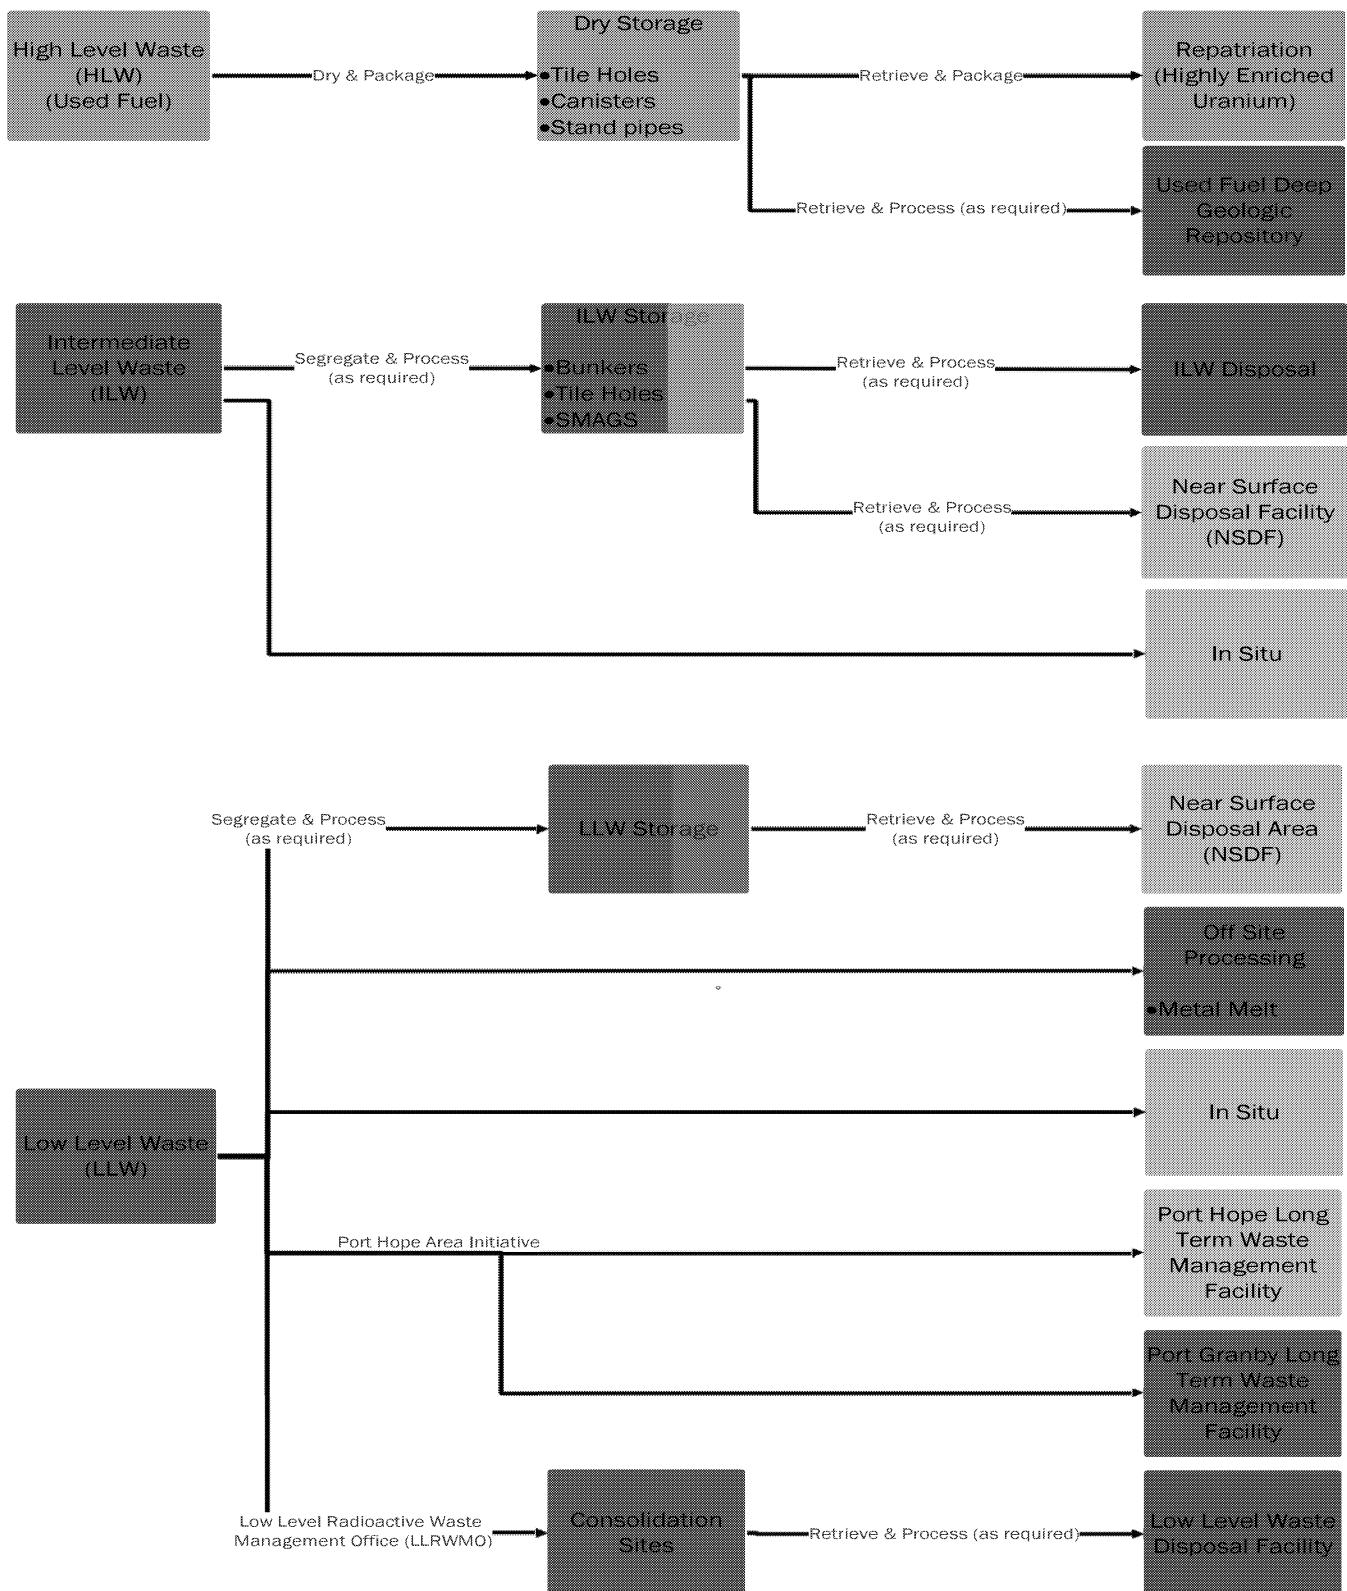 High Level Waste
(HLW)
(Used Fuel)
Dry & Package
Dry Storage
•Tile Holes
•Canisters
•Stand pipes
Retrieve & Package
Repatriation
(Highly Enriched
Uranium)
Retrieve & Process (as required)
Used Fuel Deep
Geologic
Repository
Intermediate
Level Waste
(ILW)
Segregate & Process
(as required)
ILW Storage
•Bunkers
•Tile Holes
•SMAGS
Retrieve & Process
(as required)
ILW Disposal
Retrieve & Process
(as required)
Near Surface
Disposal Facility
(NSDF)
In Situ
Low Level Waste
(LLW)
Segregate & Process
(as required)
LLW Storage
Retrieve & Process
(as required)
Near Surface
Disposal Area
(NSDF)
Off Site
Processing
•Metal Melt
In Situ
Port Hope Area Initiative
Port Hope Long
Term Waste
Management
Facility
Port Granby Long
Term Waste
Management
Facility
Low Level Radioactive Waste
Management Office (LLRWMO)
Consolidation
Sites
Retrieve & Process (as required)
Low Level Waste
Disposal Facility